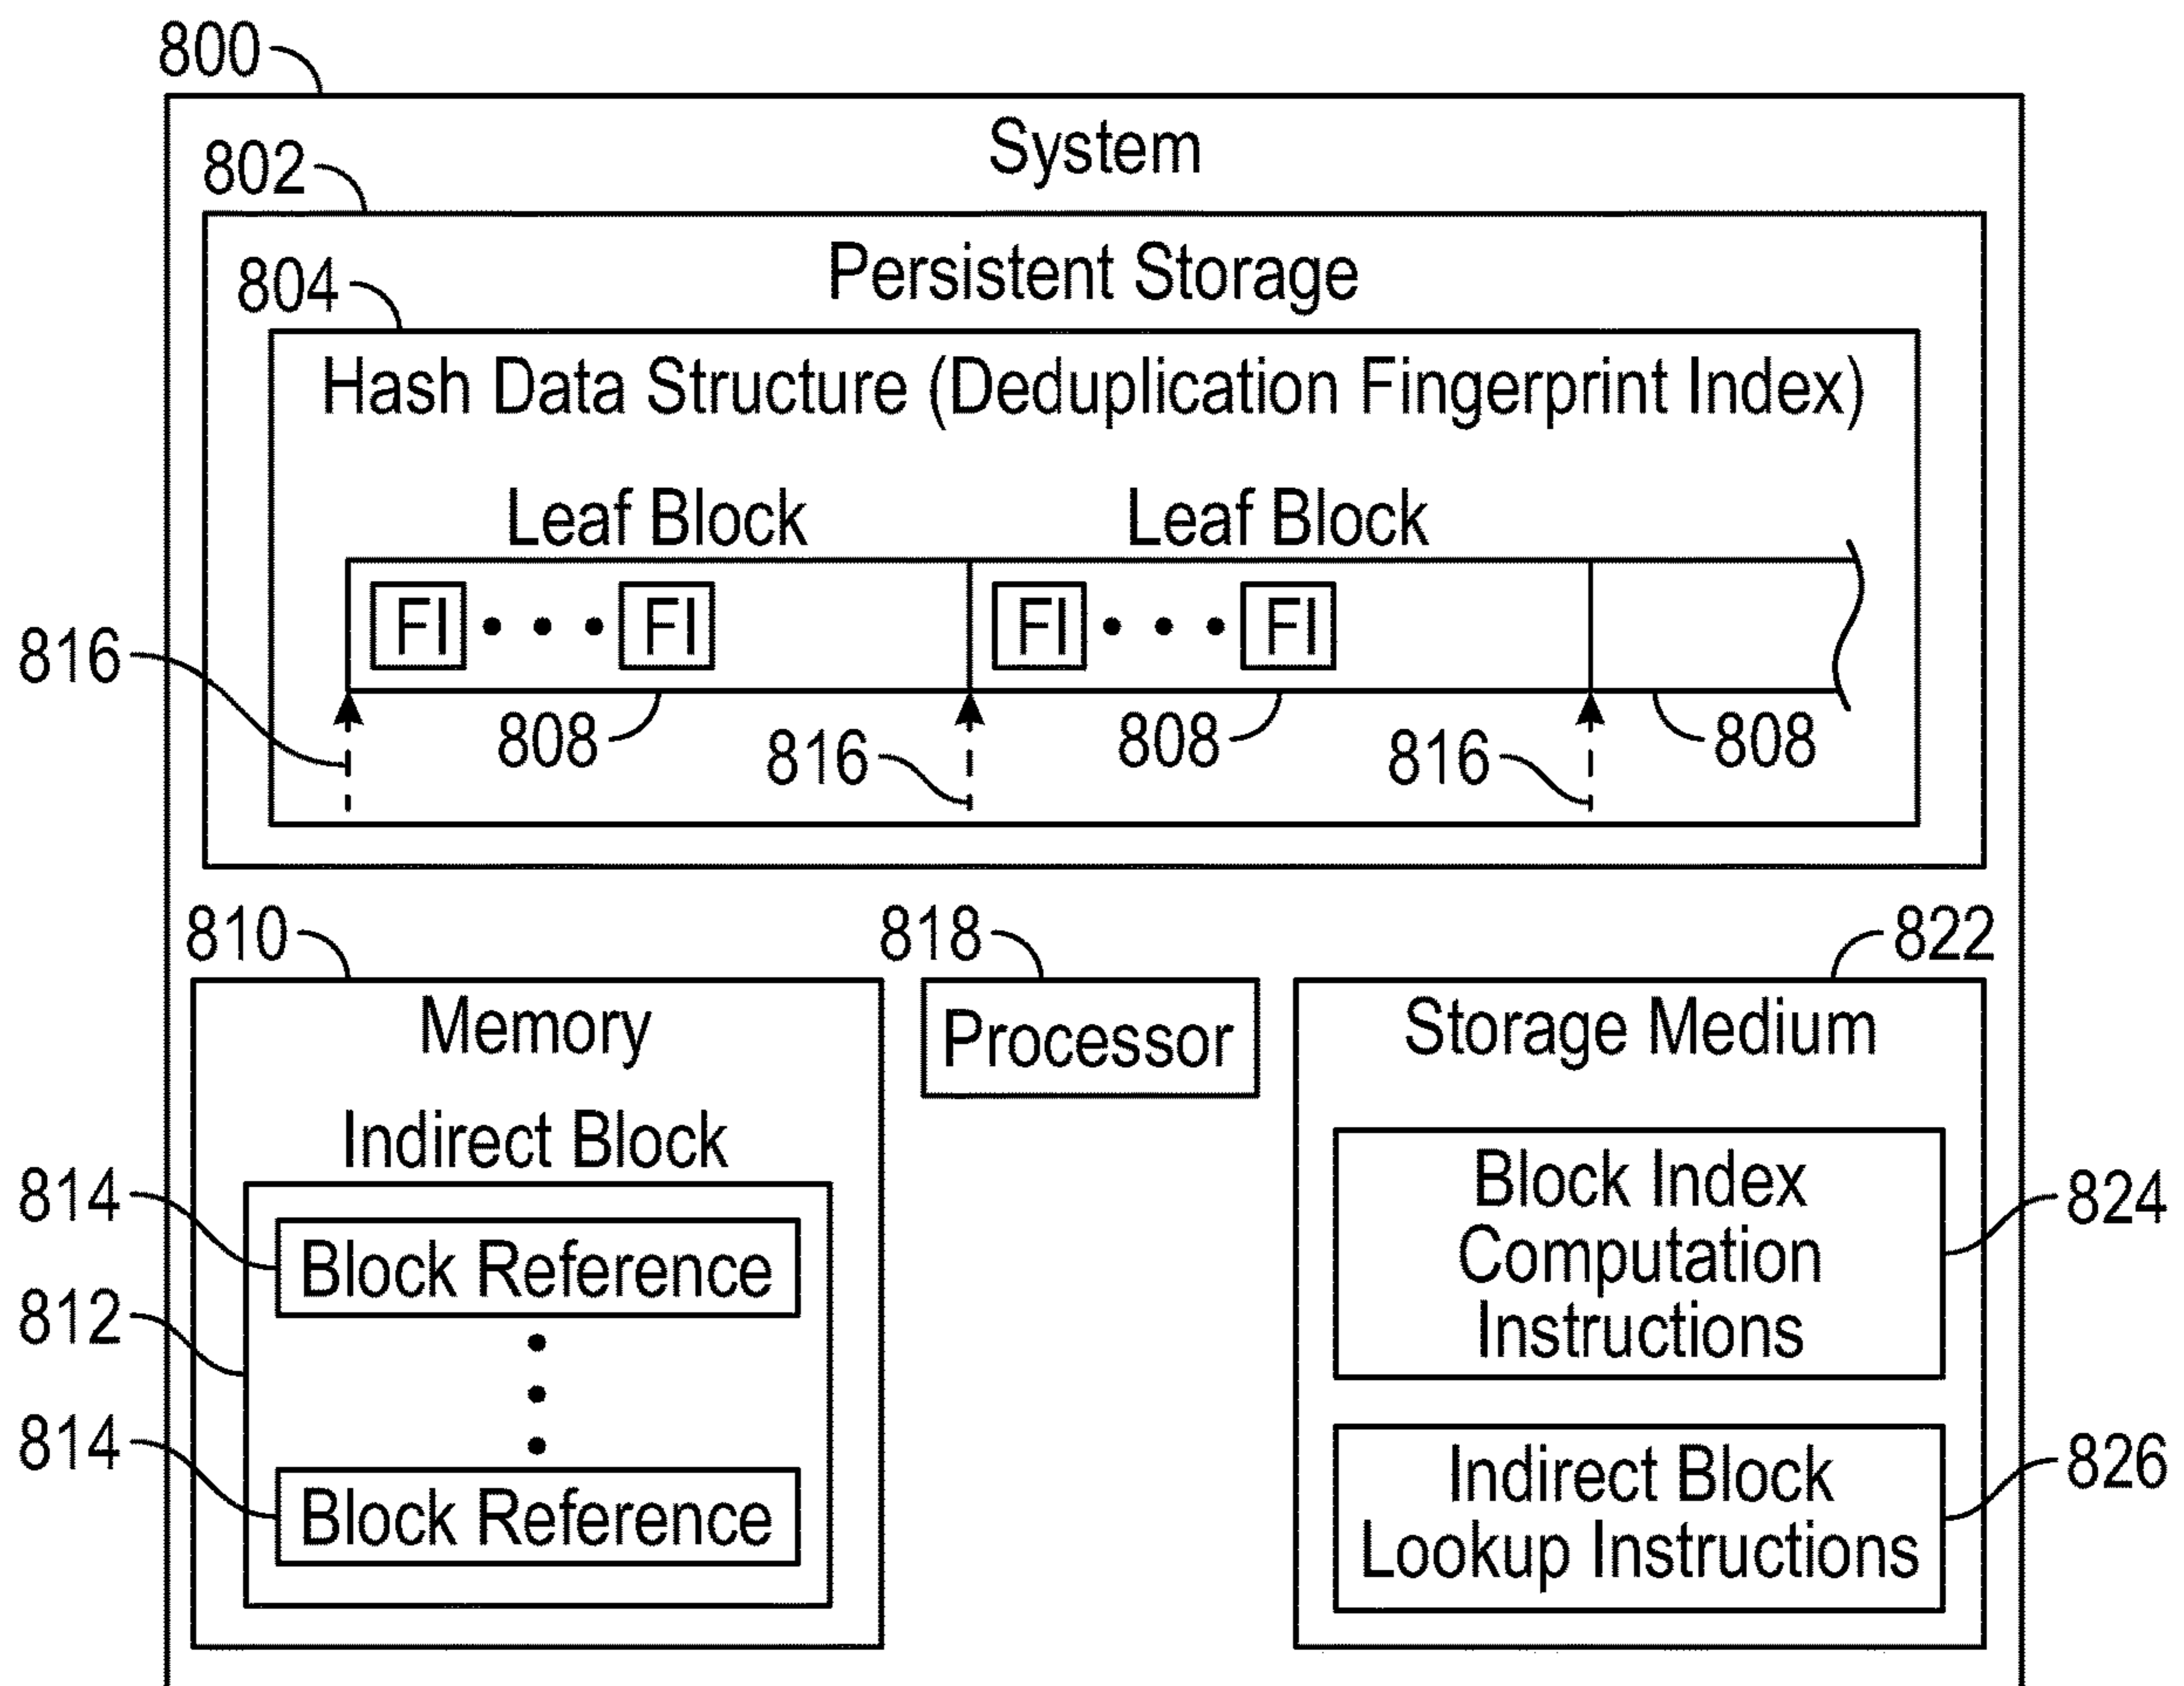 800
System
802
Persistent Storage
804
Hash Data Structure (Deduplication Fingerprint Index)
Leaf Block Leaf Block
FI FI FI FI
816
808 816 808 816 808
810 818 822
Memory Processor Storage Medium
Indirect Block
814 Block Reference
812
814 Block Reference
Block Index
Computation
Instructions
824
Indirect Block
Lookup Instructions
826